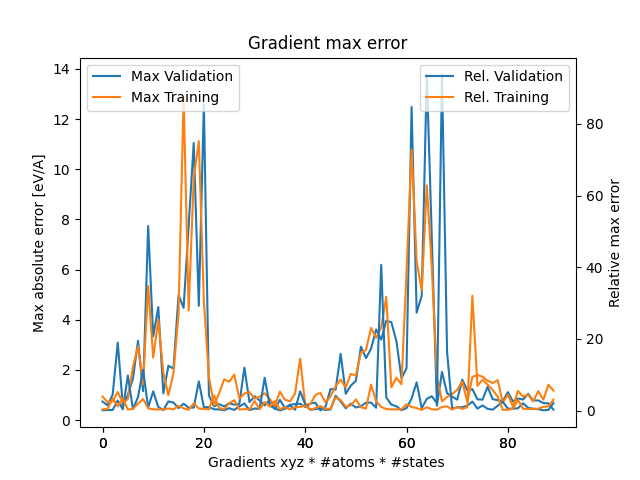 Gradient max error
Max absolute error [eV/A]
14
12
10
8
6
4
2
0
Max Validation
Max Training
Rel. Validation
Rel. Training
80
60
40
20
0
Relative max error
0
20
40
60
80
Gradients xyz * #atoms * #states